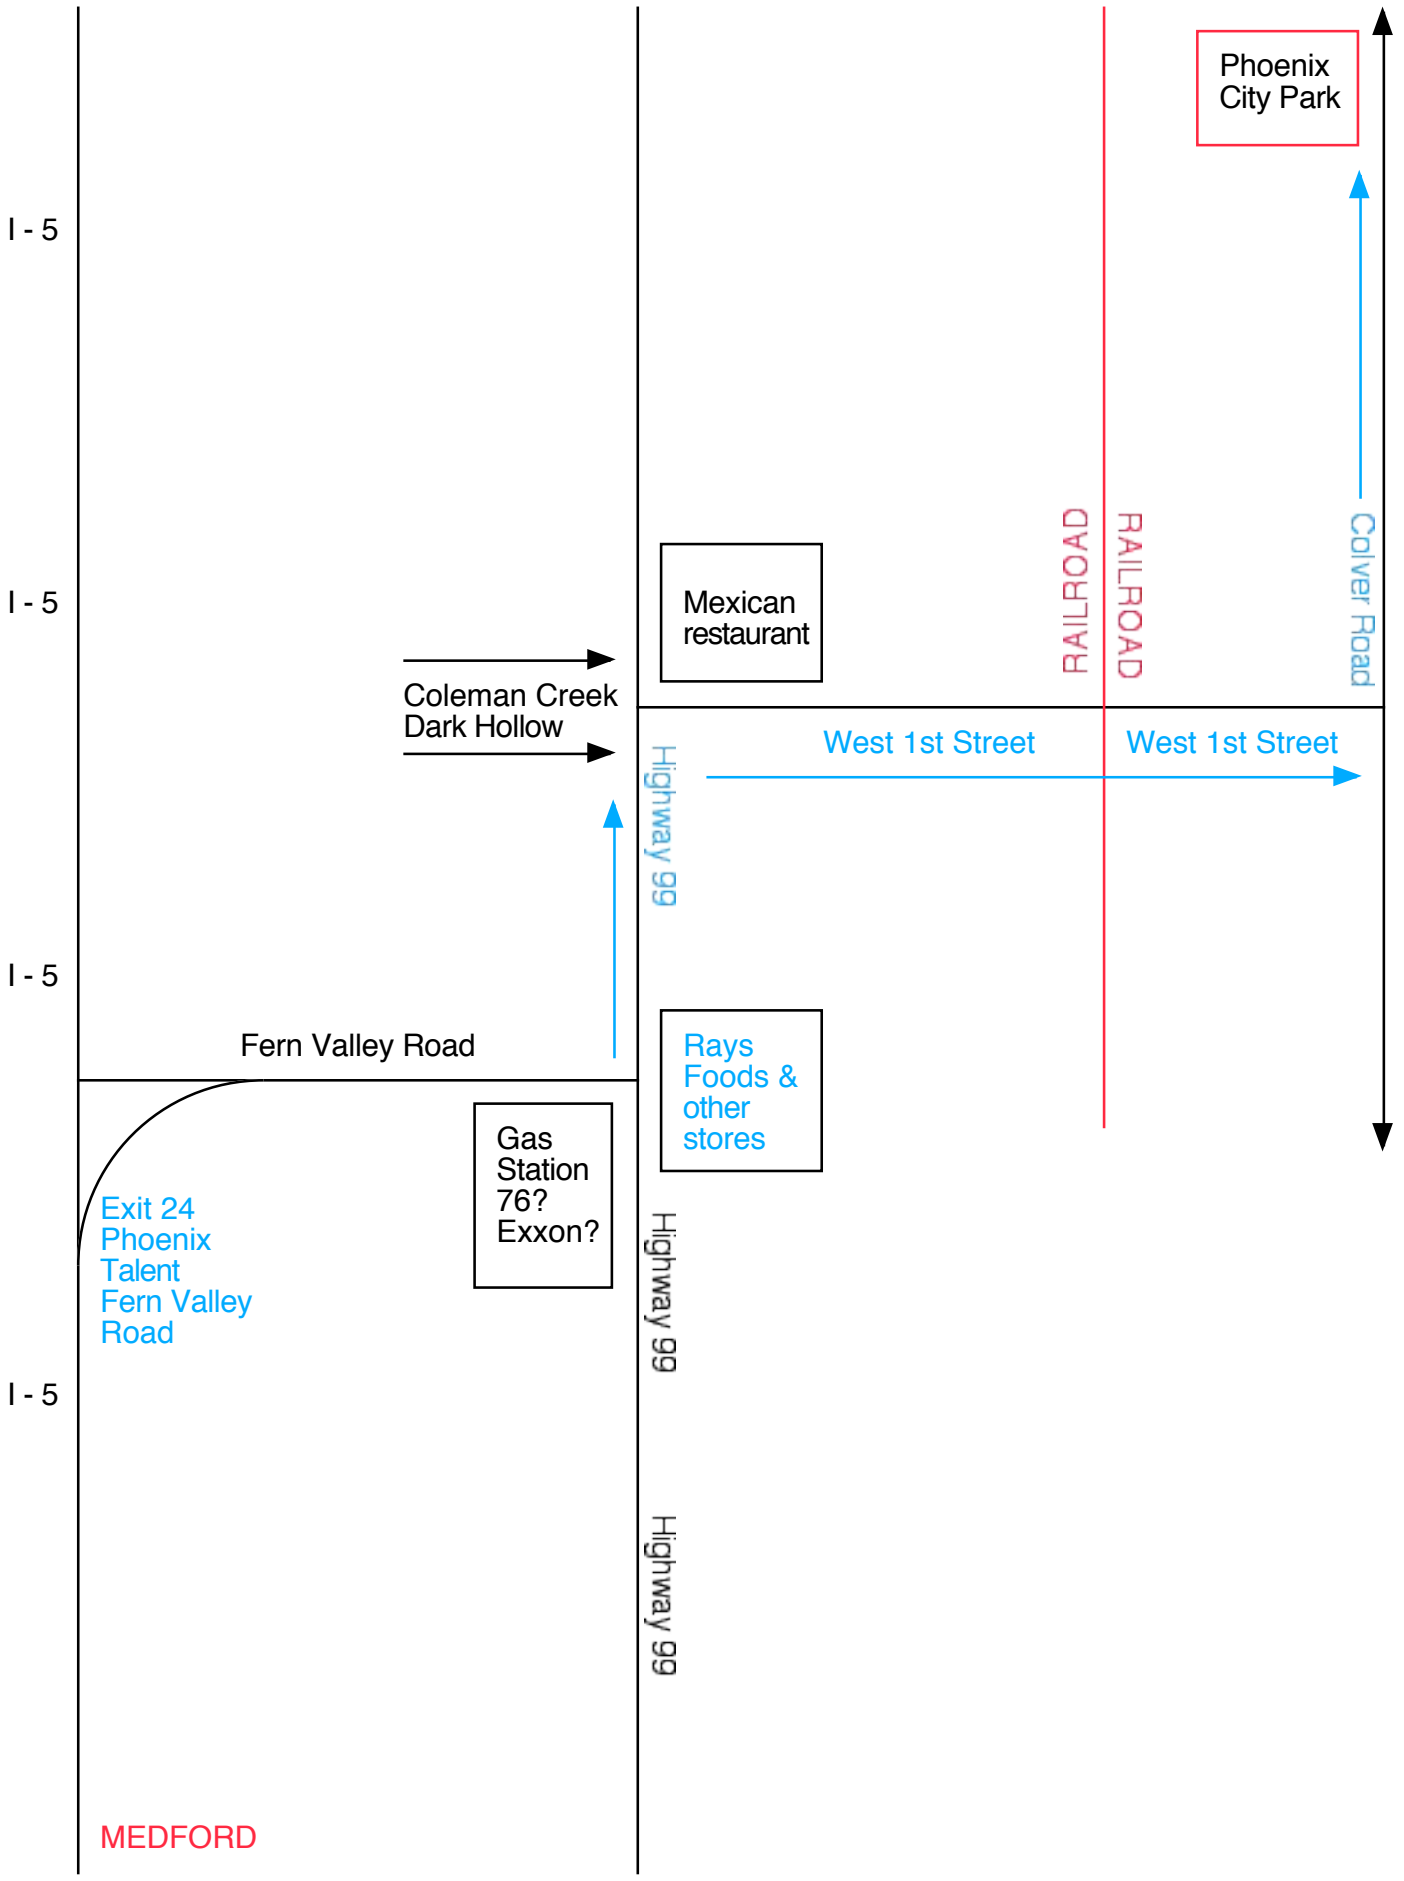 Phoenix
City Park
I - 5
I - 5
RAILROAD
RAILROAD
Colver Road
Mexican
restaurant
Coleman Creek
Dark Hollow
West 1st Street
West 1st Street
Highway 99
I - 5
Fern Valley Road
Rays
Foods &
other
stores
Gas
Station
76?
Exxon?
Exit 24
Phoenix
Talent
Fern Valley
Road
Highway 99
I - 5
Highway 99
MEDFORD